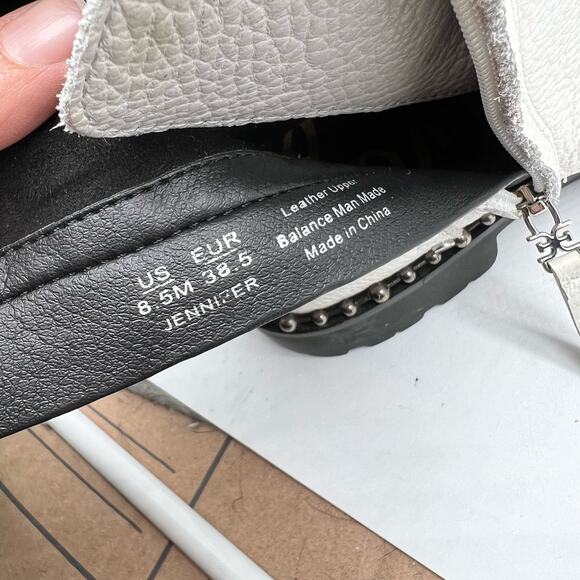 US EUR
8.5M 38.5
JENNIFER
Leather Upper
Balance Man Made
Made in China